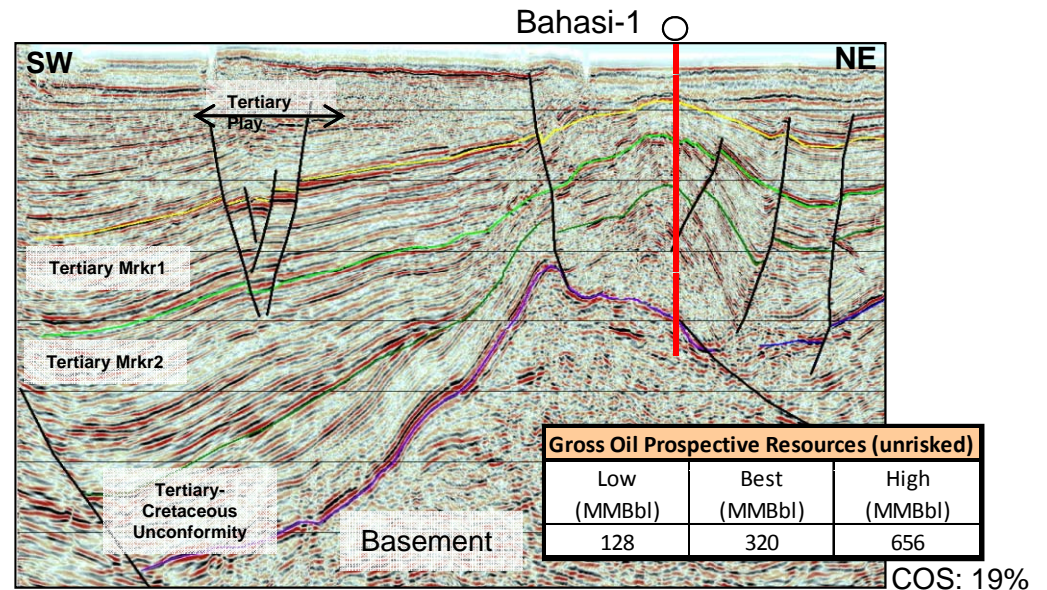 Bahasi-1
SW
NE
Tertiary
Play
Tertiary Mrkr1
Tertiary Mrkr2
Tertiary-
Cretaceous
Unconformity
Basement
Gross Oil Prospective Resources (unrisked)
Low Best High
(MMBbl) (MMBbl) (MMBbl)
128 320 656
COS: 19%